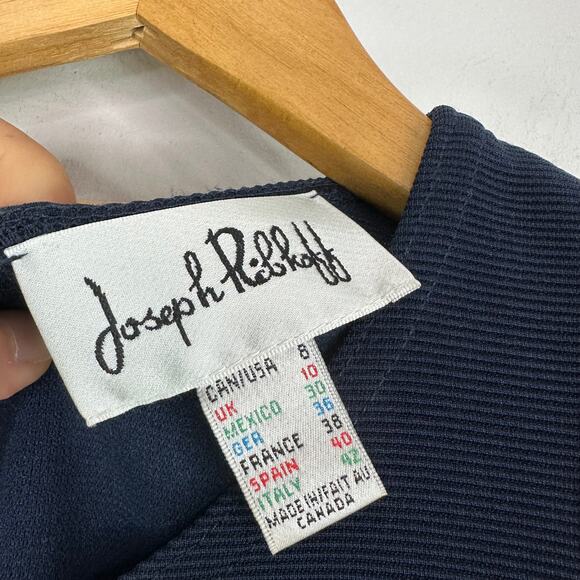 Joseph Ribkoff
CAN/USA 8
UK 10
MEXICO 30
GER 36
FRANCE 38
SPAIN 40
ITALY 42
MADE IN/FAIT AU
CANADA